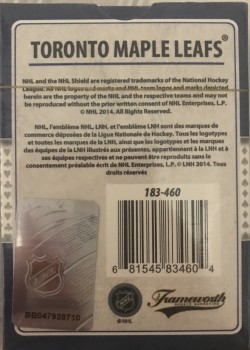 TORONTO MAPLE LEAFS®
NHL and the NHL Shield are registered trademarks of the National Hockey
League. All NHL logos and marks and NHL team logos and marks depicted
herein are the property of the NHL and the respective teams and may not
be reproduced without the prior written consent of NHL Enterprises, L.P.
© NHL 2014. All Rights Reserved.
NHL, l'emblème NHL, LNH, et l'emblème LNH sont des marques de
commerce déposées de la Ligue Nationale de Hockey. Tous les logotypes
et toutes les marques de la LNH, ainsi que les logotypes et les marques
des équipes de la LNH illustrés aux présentes, appartiennent à la LNH et à
ses équipes respectives et ne peuvent être reproduits sans le
consentement préalable écrit de NHL Enterprises, L.P. © LNH 2014. Tous
droits réservés
183-460
6 81545 83460 4
BB047928710
NHL
©NHL
Frameworth